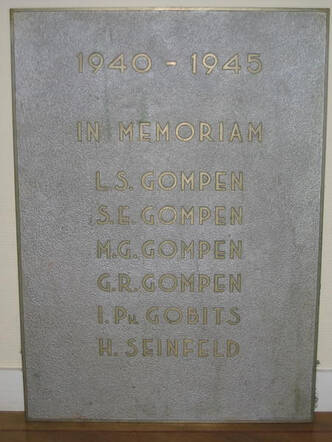 1940 - 1945
IN MEMORIAM
L.S. GOMPEN
S.E. GOMPEN
M.G. GOMPEN
G.R. GOMPEN
I. PH. GOBITS
H. SEINFELD